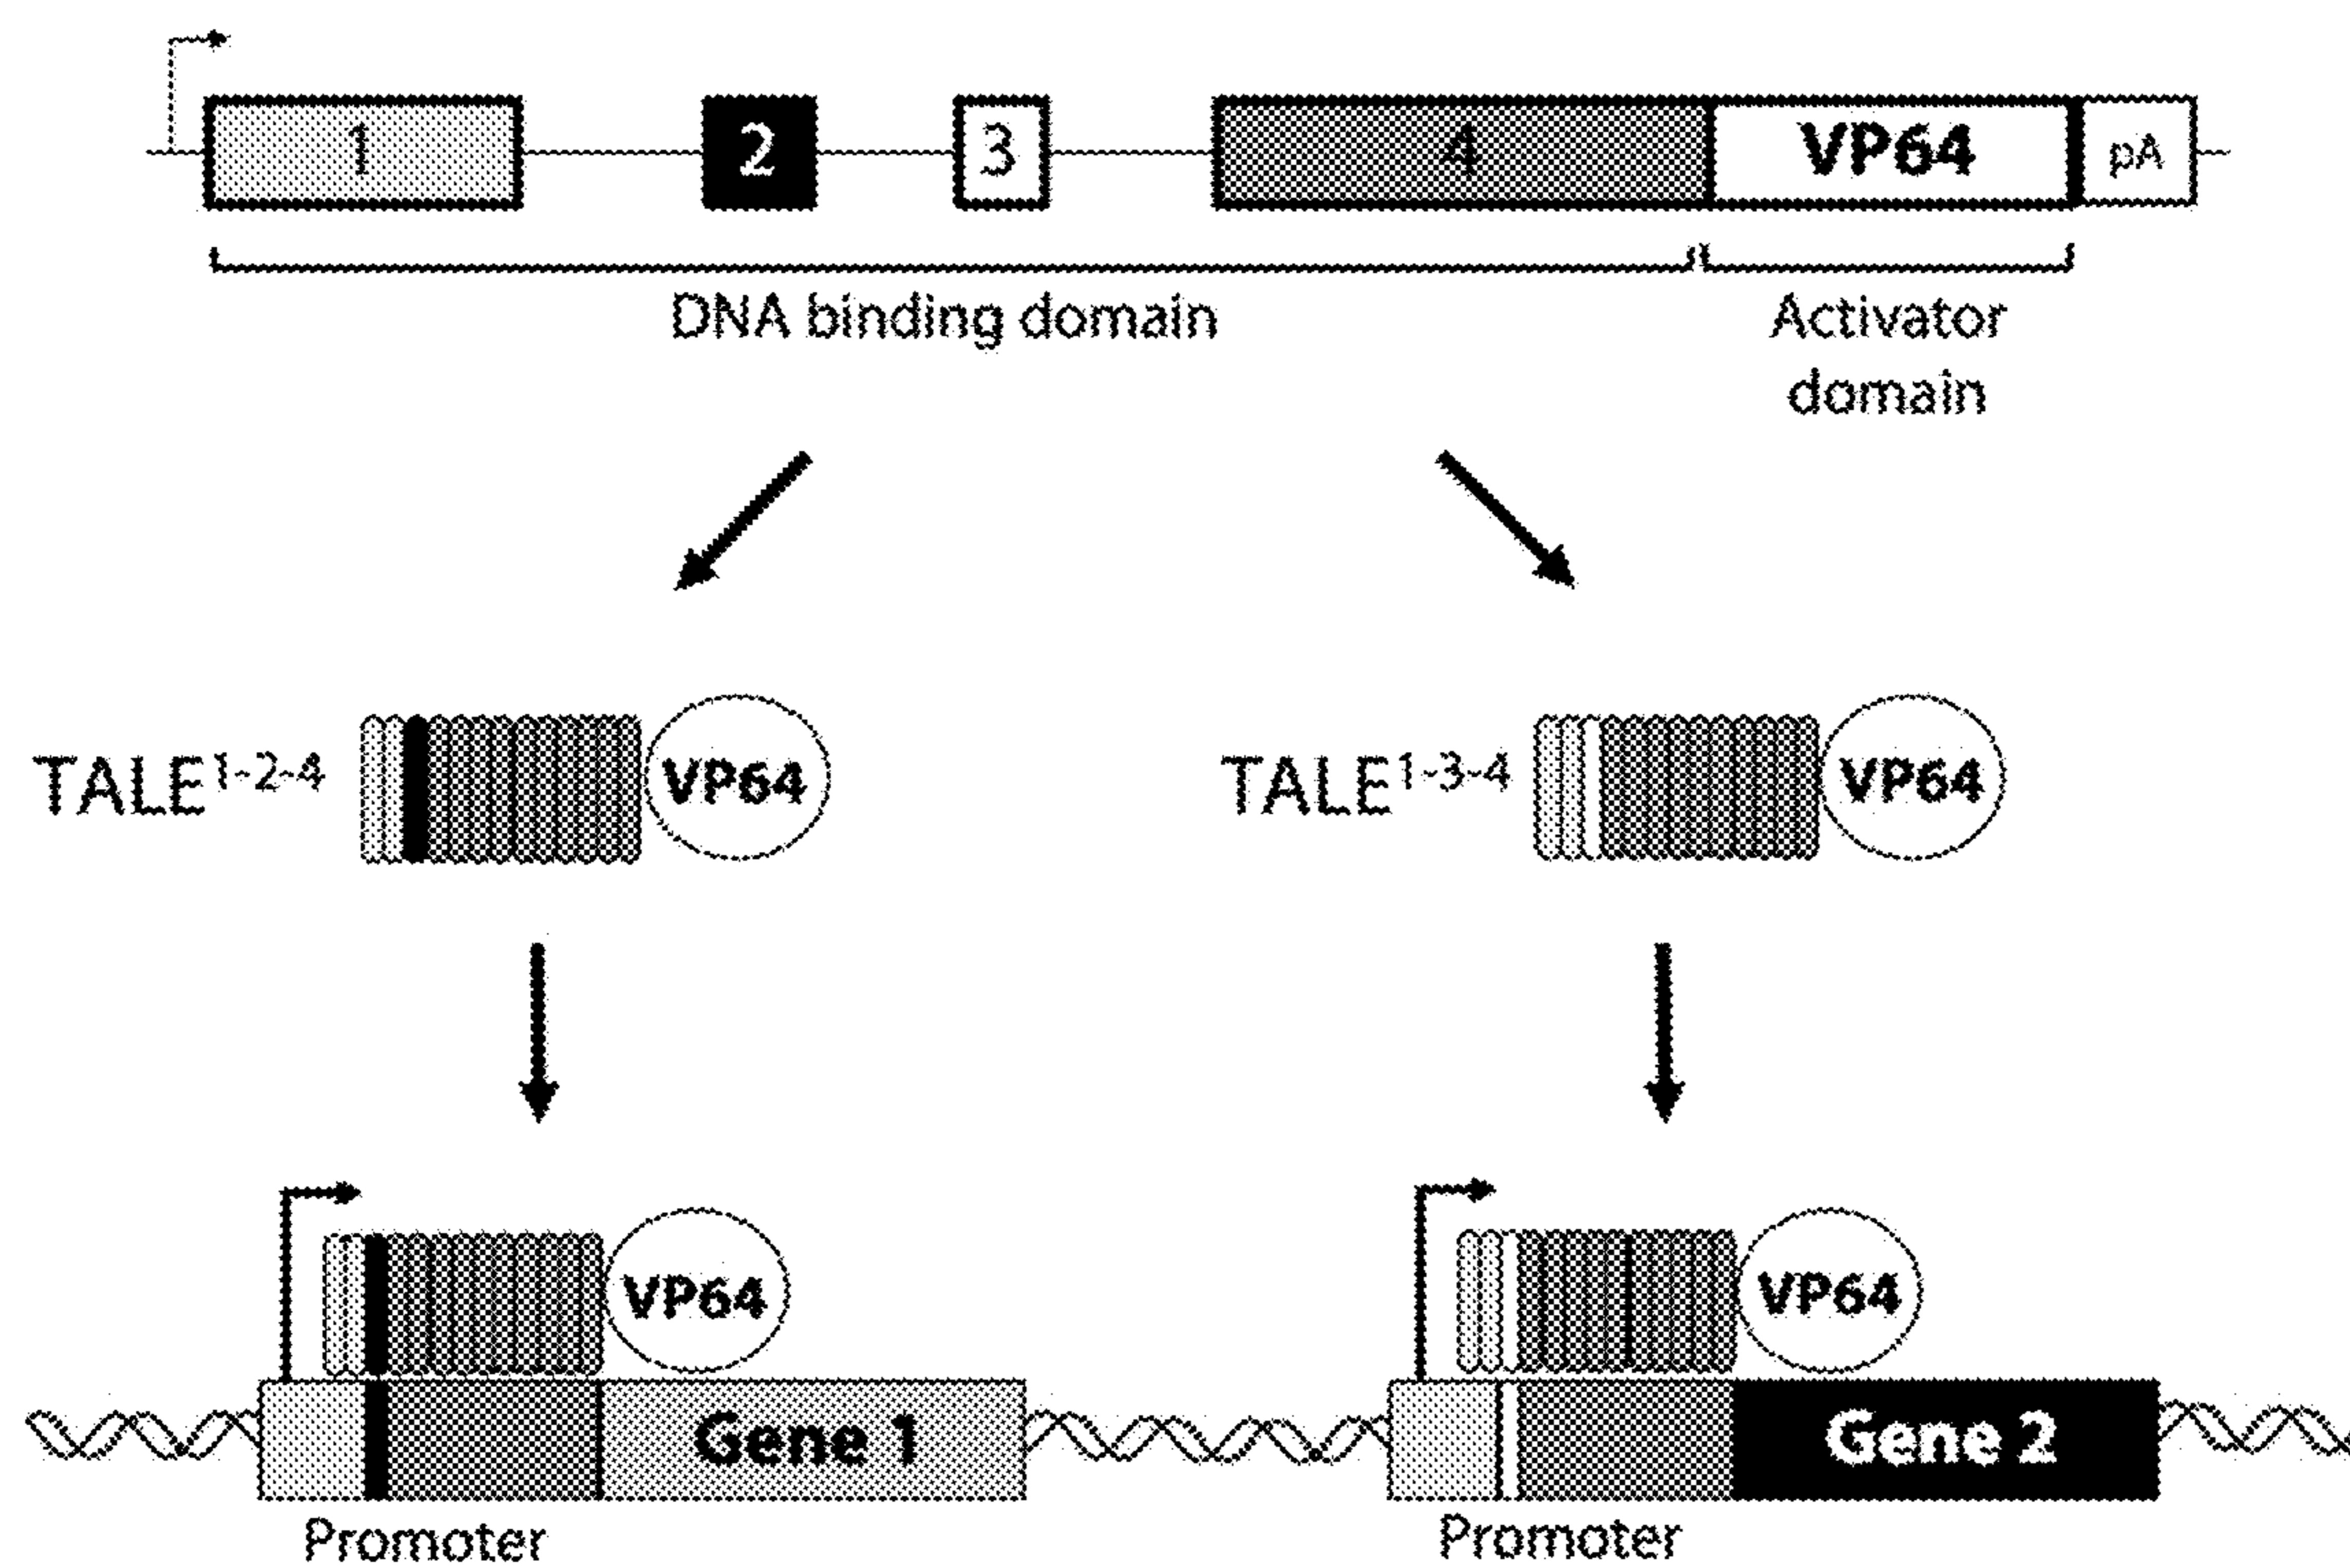 1 2 3 4 VP64 pA
DNA binding domain
Activator
domain
TALE1-2-4 VP64
TALE1-3-4 VP64
VP64
VP64
Gene 1
Gene 2
Promoter
Promoter